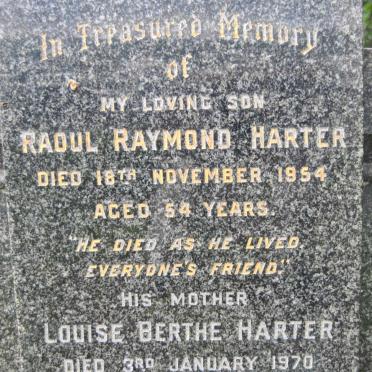 In Treasured Memory
of
MY LOVING SON
RAOUL RAYMOND HARTER
DIED 18TH NOVEMBER 1954
AGED 54 YEARS.
"HE DIED AS HE LIVED,
EVERYONE'S FRIEND."
HIS MOTHER
LOUISE BERTHE HARTER
DIED 3RD JANUARY 1970